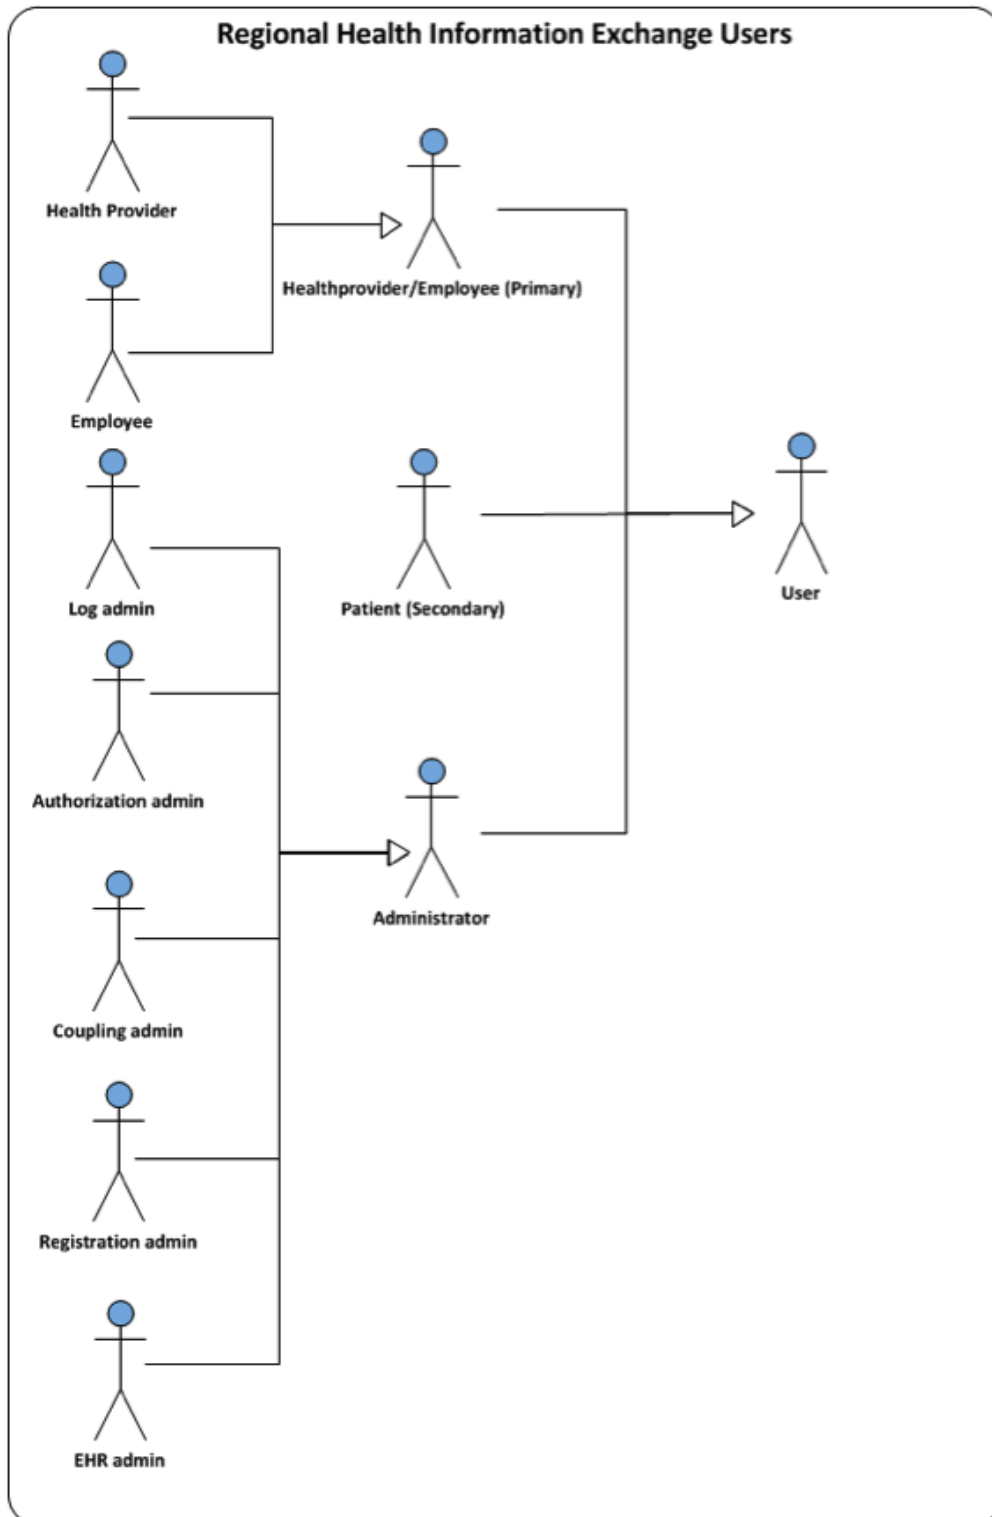 Regional Health Information Exchange Users
Health Provider
Healthprovider/Employee (Primary)
Employee
Log admin
Patient (Secondary)
User
Authorization admin
Administrator
Coupling admin
Registration admin
EHR admin